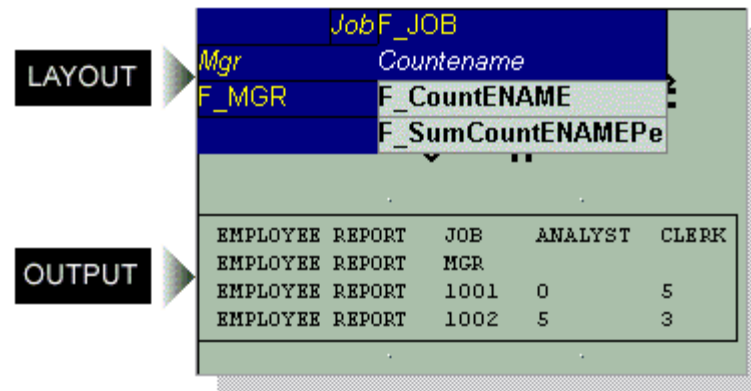 Job F_JOB
Mgr Countename
LAYOUT
F_MGR F_CountENAME
F_SumCountENAMEPe
EMPLOYEE REPORT JOB ANALYST CLERK
EMPLOYEE REPORT MGR
OUTPUT
EMPLOYEE REPORT 1001 0 5
EMPLOYEE REPORT 1002 5 3